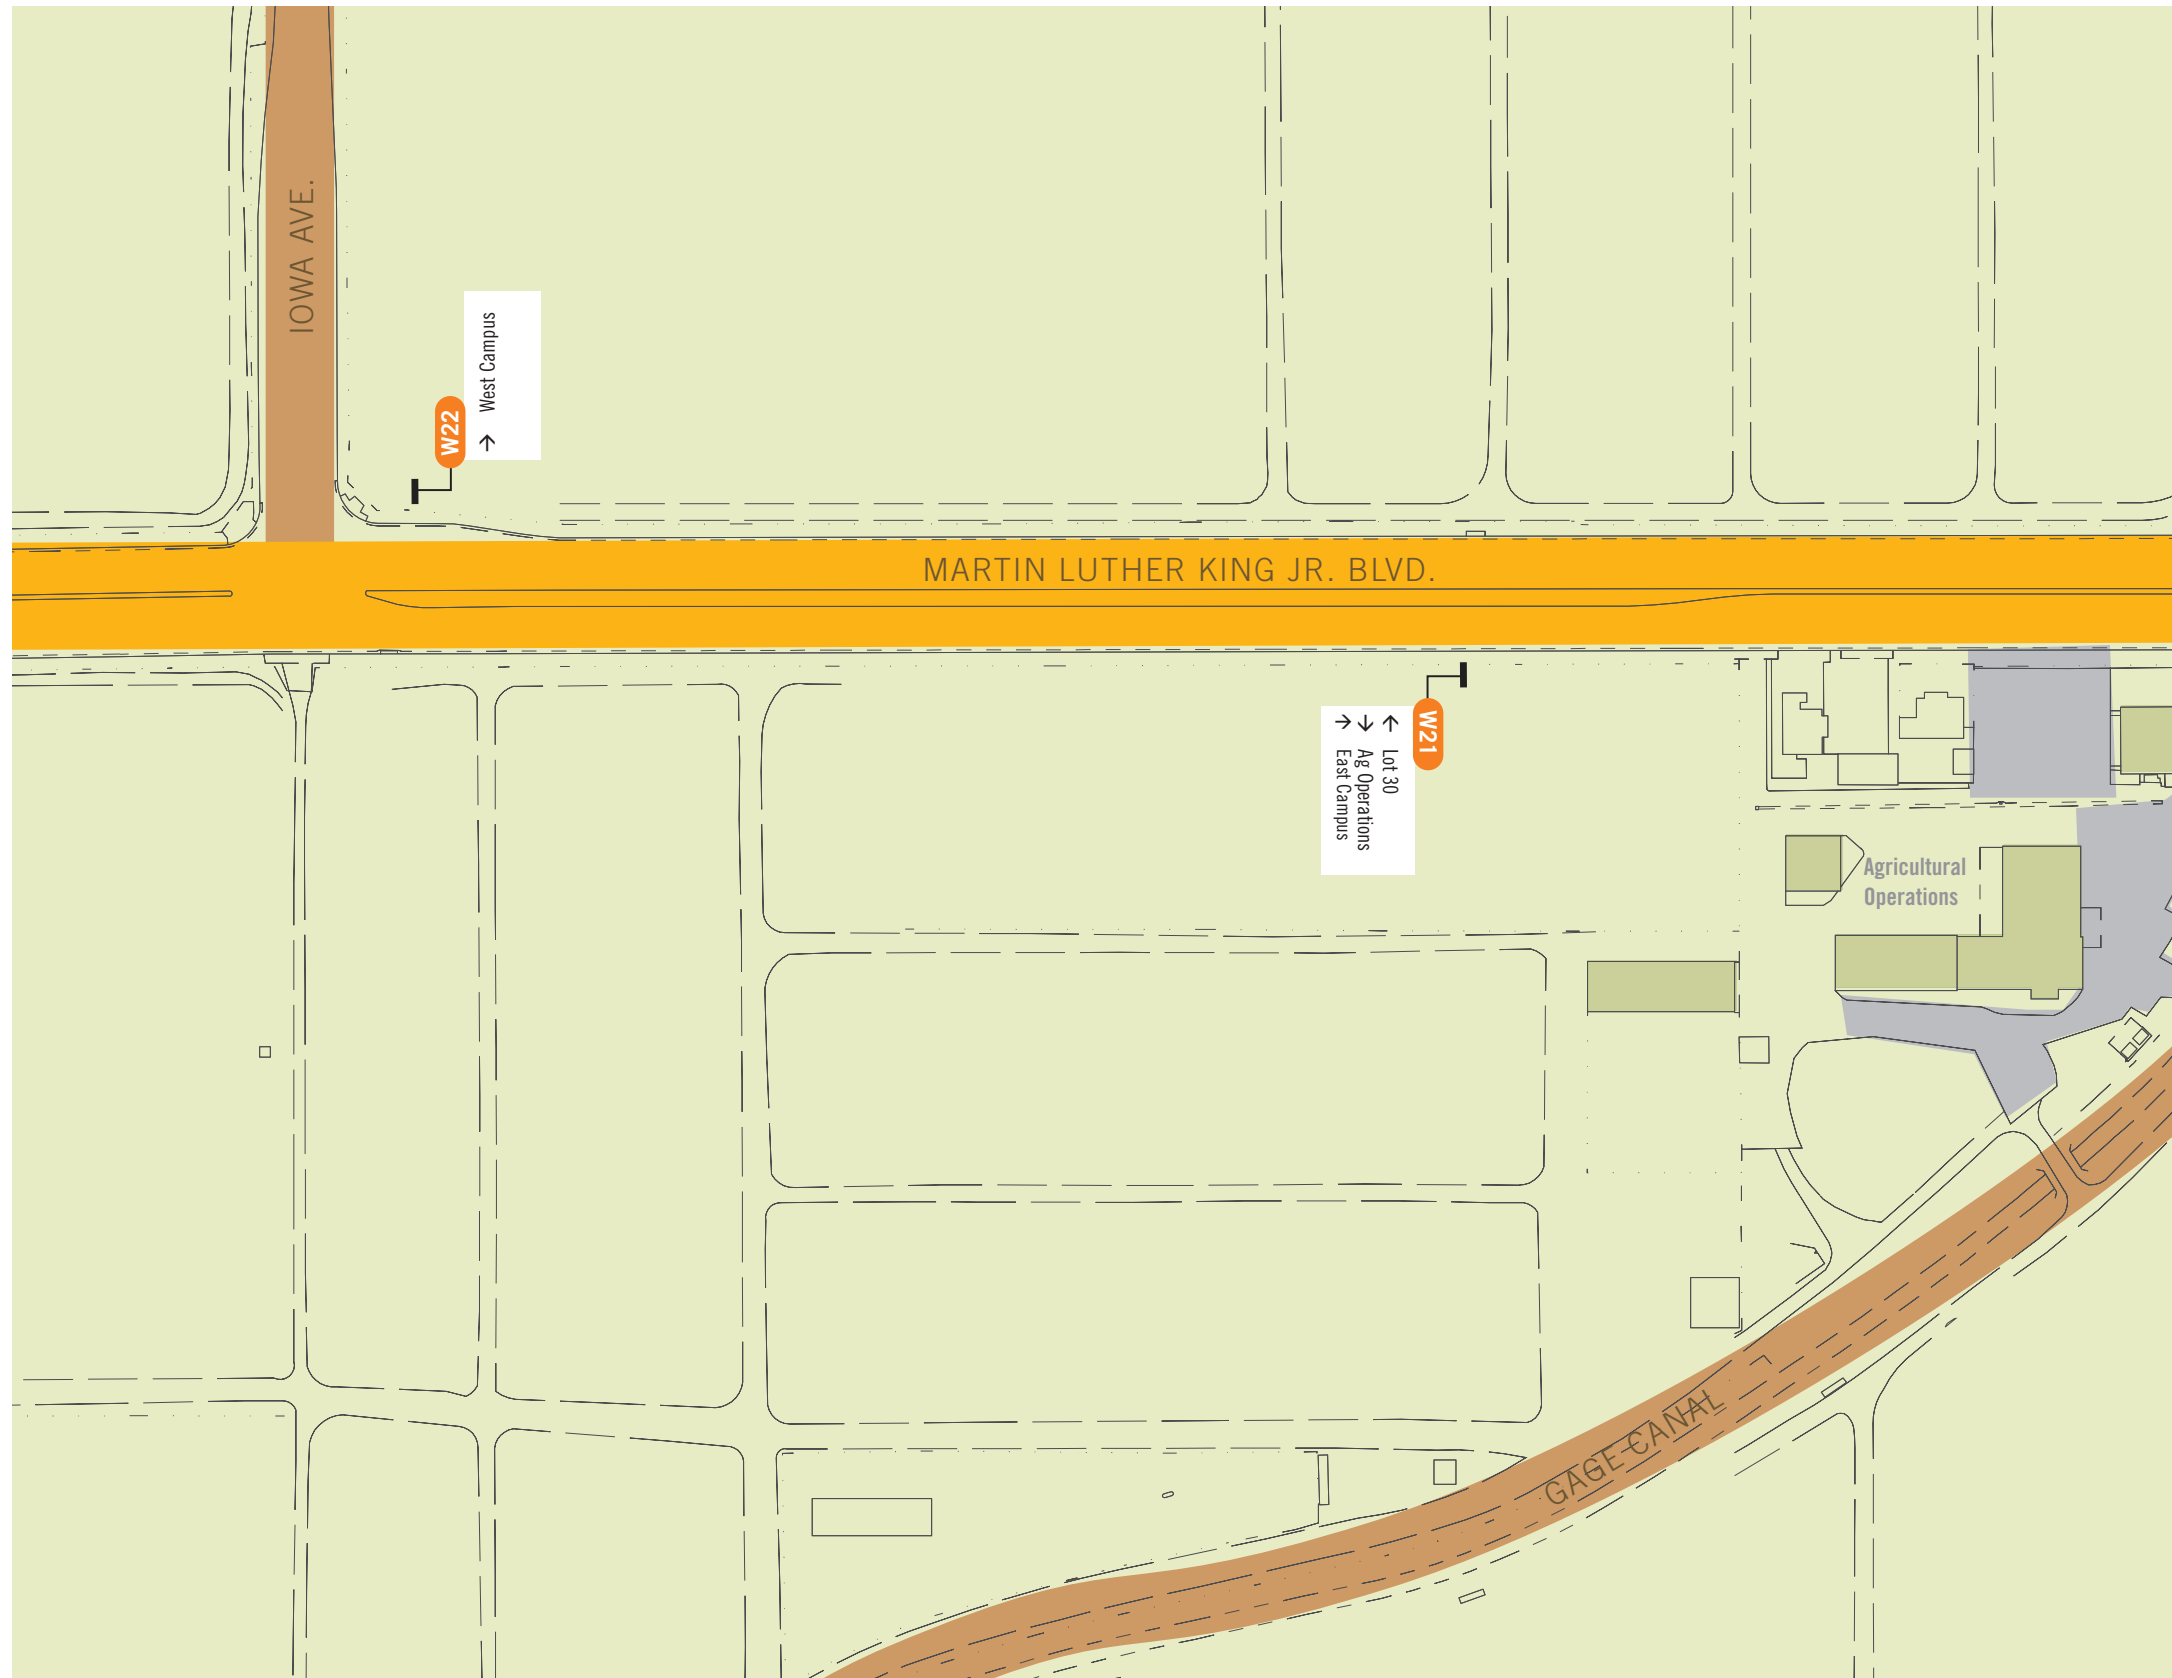 IOWA AVE.
West Campus
W22
MARTIN LUTHER KING JR. BLVD.
W21
Lot 30
Ag Operations
East Campus
Agricultural
Operations
GAGE CANAL